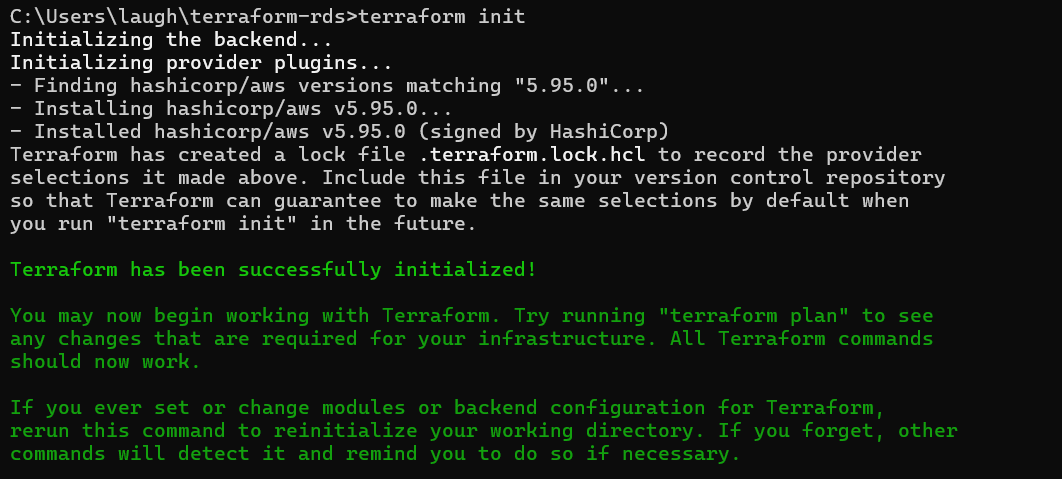 C:\Users\laugh\terraform-rds>terraform init
Initializing the backend...
Initializing provider plugins...
- Finding hashicorp/aws versions matching "5.95.0"...
- Installing hashicorp/aws v5.95.0...
- Installed hashicorp/aws v5.95.0 (signed by HashiCorp)
Terraform has created a lock file .terraform.lock.hcl to record the provider
selections it made above. Include this file in your version control repository
so that Terraform can guarantee to make the same selections by default when
you run "terraform init" in the future.
Terraform has been successfully initialized!
You may now begin working with Terraform. Try running "terraform plan" to see
any changes that are required for your infrastructure. All Terraform commands
should now work.
If you ever set or change modules or backend configuration for Terraform,
rerun this command to reinitialize your working directory. If you forget, other
commands will detect it and remind you to do so if necessary.